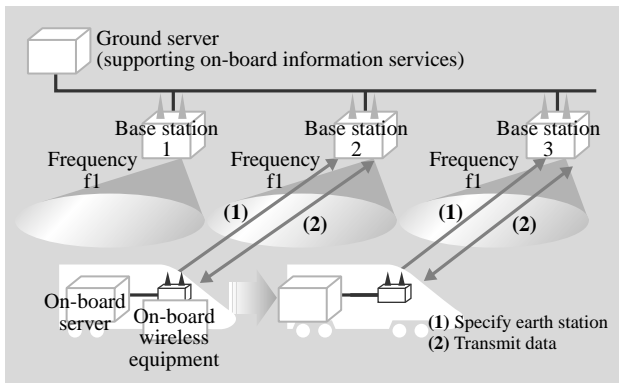 Ground server
(supporting on-board information services)
Base station
1
Base station
2
Base station
3
Frequency
f1
Frequency
f1
Frequency
f1
(1)
(2)
(1)
(2)
On-board
server
On-board
wireless
equipment
(1) Specify earth station
(2) Transmit data